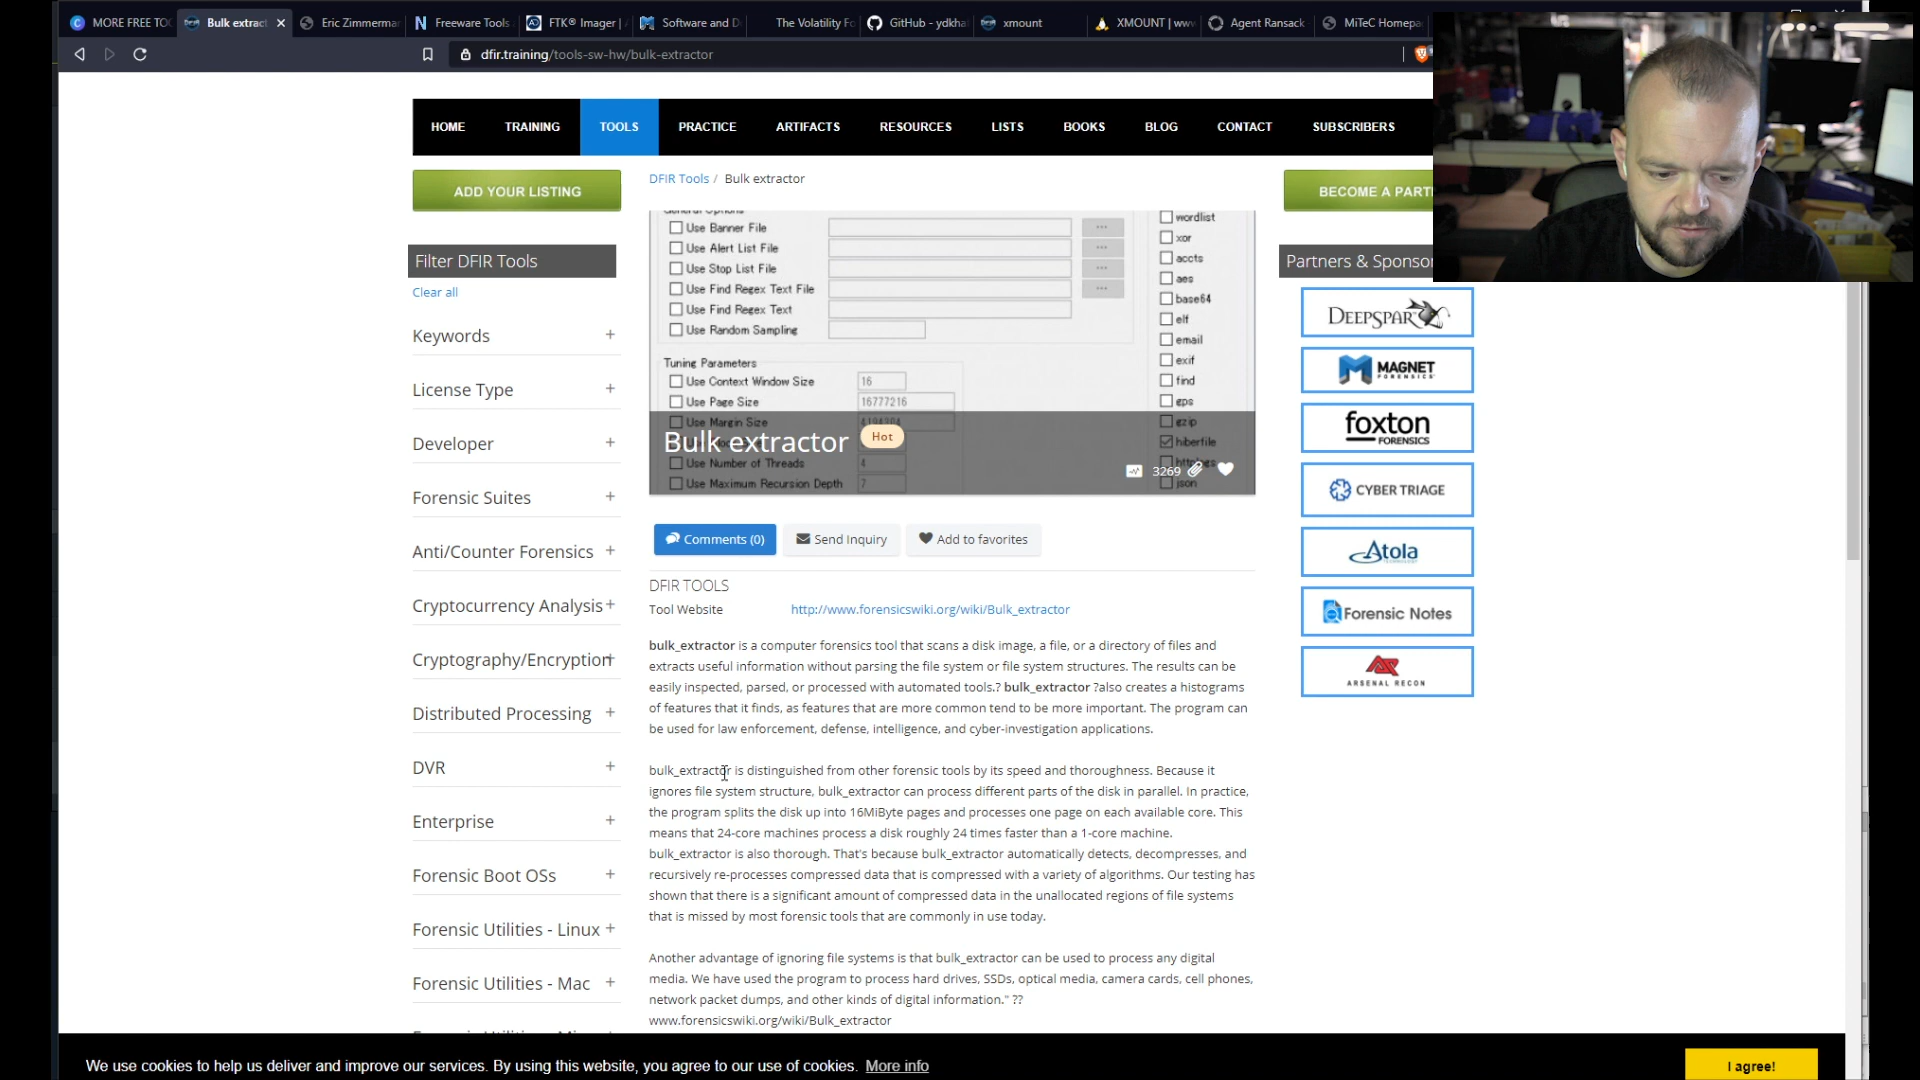 MORE FREE TO
Bulk extract
Eric Zimmerma
Freeware Tools
FTK® Imager |
Software and D
The Volatility Fo
GitHub - ydkha
xmount
XMOUNT | ww
Agent Ransack
MiTeC Homepa
dfir.training/tools-sw-hw/bulk-extractor
HOME TRAINING TOOLS PRACTICE ARTIFACTS RESOURCES LISTS BOOKS BLOG CONTACT SUBSCRIBERS
ADD YOUR LISTING
DFIR Tools / Bulk extractor
BECOME A PARTI
Filter DFIR Tools
Clear all
Keywords +
License Type +
Developer +
Forensic Suites +
Anti/Counter Forensics +
Cryptocurrency Analysis +
Cryptography/Encryption +
Distributed Processing +
DVR +
Enterprise +
Forensic Boot OSs +
Forensic Utilities - Linux +
Forensic Utilities - Mac +
General Options
Use Banner File ...
Use Alert List File ...
Use Stop List File ...
Use Find Regex Text File ...
Use Find Regex Text
Use Random Sampling
Tuning Parameters
Use Context Window Size 16
Use Page Size 16777216
Use Margin Size 4194304
Use Number of Threads 4
Use Maximum Recursion Depth 7
wordlist
xor
accts
aes
base64
elf
email
exif
find
gps
gzip
hiberfile
httplogs
json
Bulk extractor Hot
3269
Comments (0) Send Inquiry Add to favorites
DFIR TOOLS
Tool Website http://www.forensicswiki.org/wiki/Bulk_extractor
bulk_extractor is a computer forensics tool that scans a disk image, a file, or a directory of files and
extracts useful information without parsing the file system or file system structures. The results can be
easily inspected, parsed, or processed with automated tools.? bulk_extractor ?also creates a histograms
of features that it finds, as features that are more common tend to be more important. The program can
be used for law enforcement, defense, intelligence, and cyber-investigation applications.
bulk_extractor is distinguished from other forensic tools by its speed and thoroughness. Because it
ignores file system structure, bulk_extractor can process different parts of the disk in parallel. In practice,
the program splits the disk up into 16MiByte pages and processes one page on each available core. This
means that 24-core machines process a disk roughly 24 times faster than a 1-core machine.
bulk_extractor is also thorough. That's because bulk_extractor automatically detects, decompresses, and
recursively re-processes compressed data that is compressed with a variety of algorithms. Our testing has
shown that there is a significant amount of compressed data in the unallocated regions of file systems
that is missed by most forensic tools that are commonly in use today.
Another advantage of ignoring file systems is that bulk_extractor can be used to process any digital
media. We have used the program to process hard drives, SSDs, optical media, camera cards, cell phones,
network packet dumps, and other kinds of digital information." ??
www.forensicswiki.org/wiki/Bulk_extractor
Partners & Sponsor
DEEPSPAR
MAGNET
FORENSICS
foxton
FORENSICS
CYBER TRIAGE
Atola
TECHNOLOGY
Forensic Notes
ARSENAL RECON
We use cookies to help us deliver and improve our services. By using this website, you agree to our use of cookies. More info
I agree!